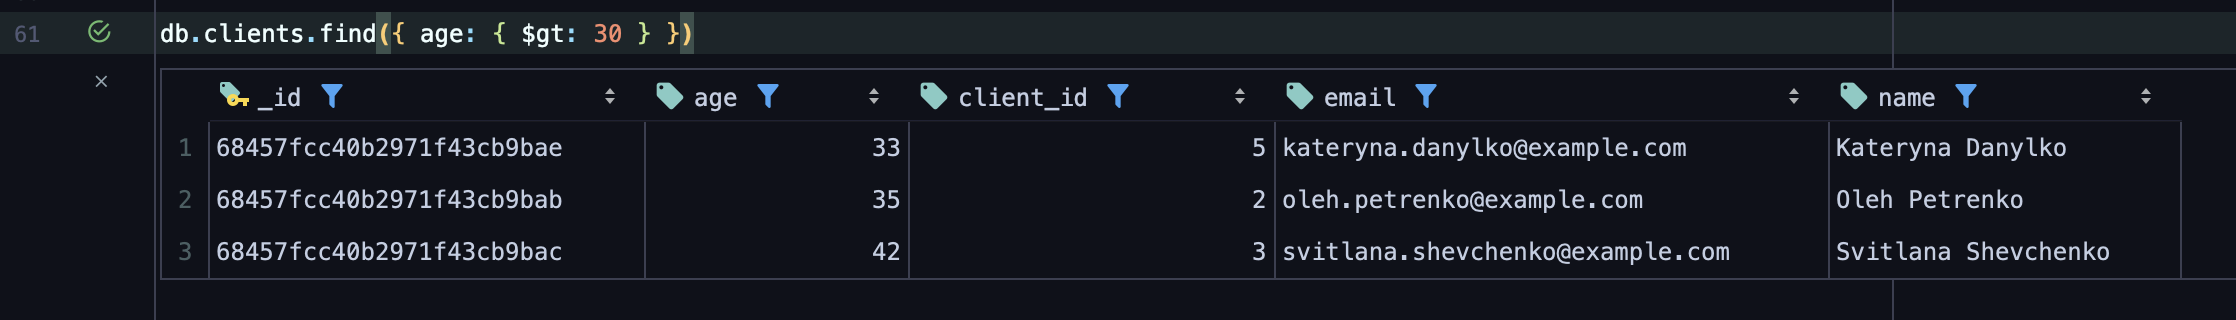 61 db.clients.find({ age: { $gt: 30 } })
_id age client_id email name
1 68457fcc40b2971f43cb9bae 33 5 kateryna.danylko@example.com Kateryna Danylko
2 68457fcc40b2971f43cb9bab 35 2 oleh.petrenko@example.com Oleh Petrenko
3 68457fcc40b2971f43cb9bac 42 3 svitlana.shevchenko@example.com Svitlana Shevchenko